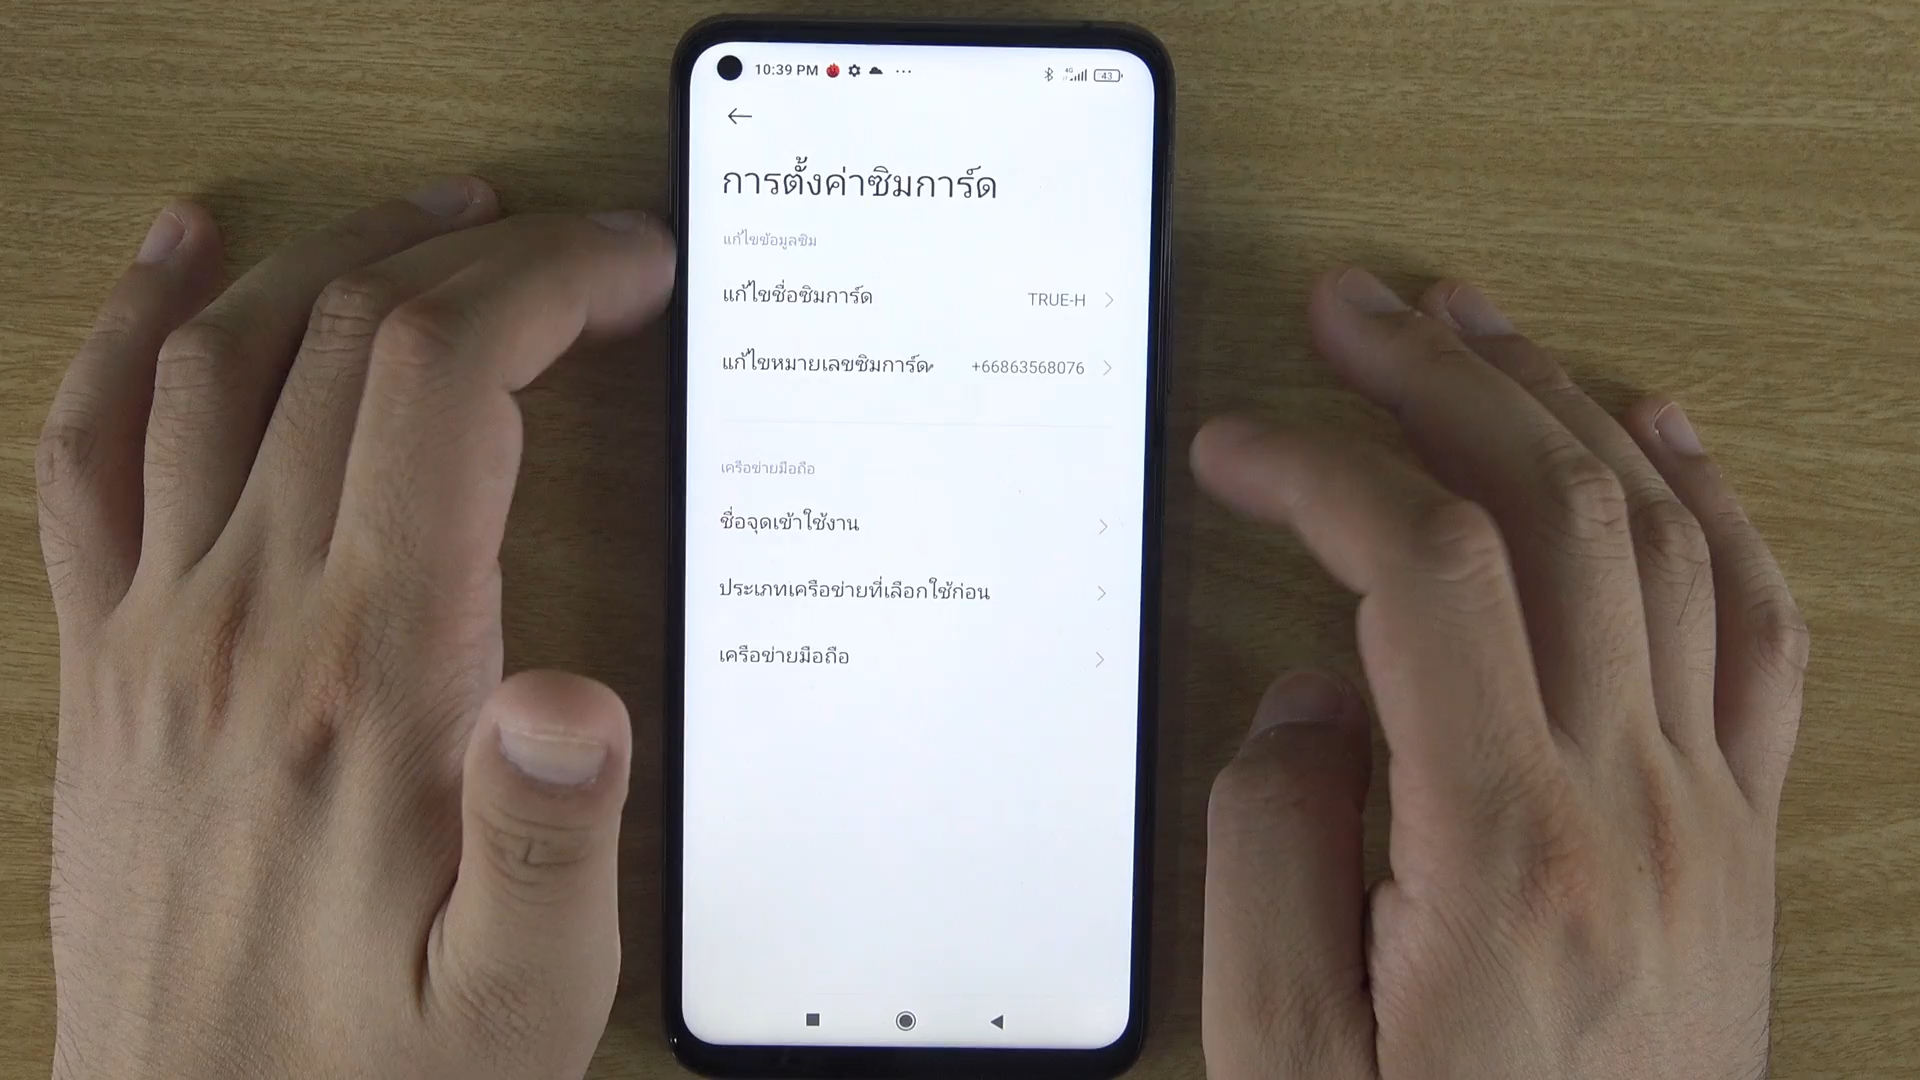 10:39 PM ... 4G 43
การตั้งค่าซิมการ์ด
แก้ไขข้อมูลซิม
แก้ไขชื่อซิมการ์ด TRUE-H
แก้ไขหมายเลขซิมการ์ด +66863568076
เครือข่ายมือถือ
ชื่อจุดเข้าใช้งาน
ประเภทเครือข่ายที่เลือกใช้ก่อน
เครือข่ายมือถือ